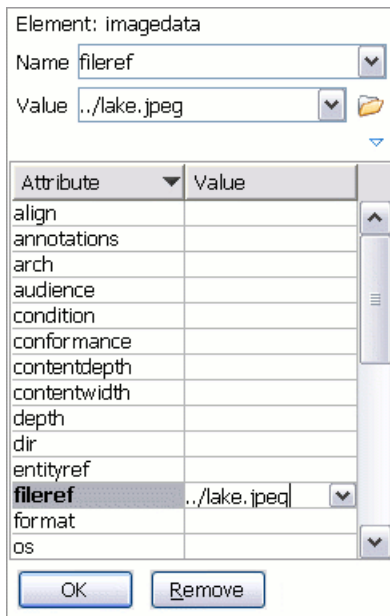 Element: imagedata
Name fileref
Value ../lake.jpeg
Attribute Value
align
annotations
arch
audience
condition
conformance
contentdepth
contentwidth
depth
dir
entityref
fileref ../lake.jpeg
format
os
OK Remove